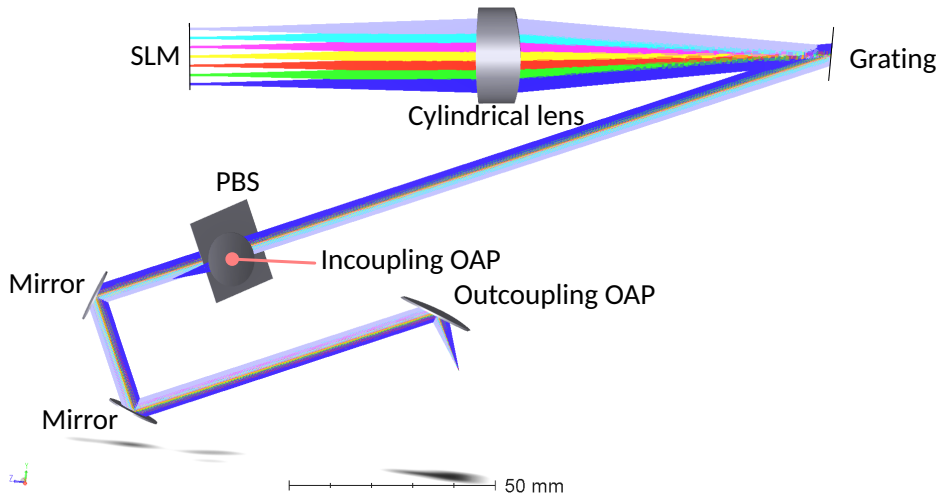 SLM
Grating
Cylindrical lens
PBS
Incoupling OAP
Mirror
Outcoupling OAP
Mirror
Z Y
50 mm